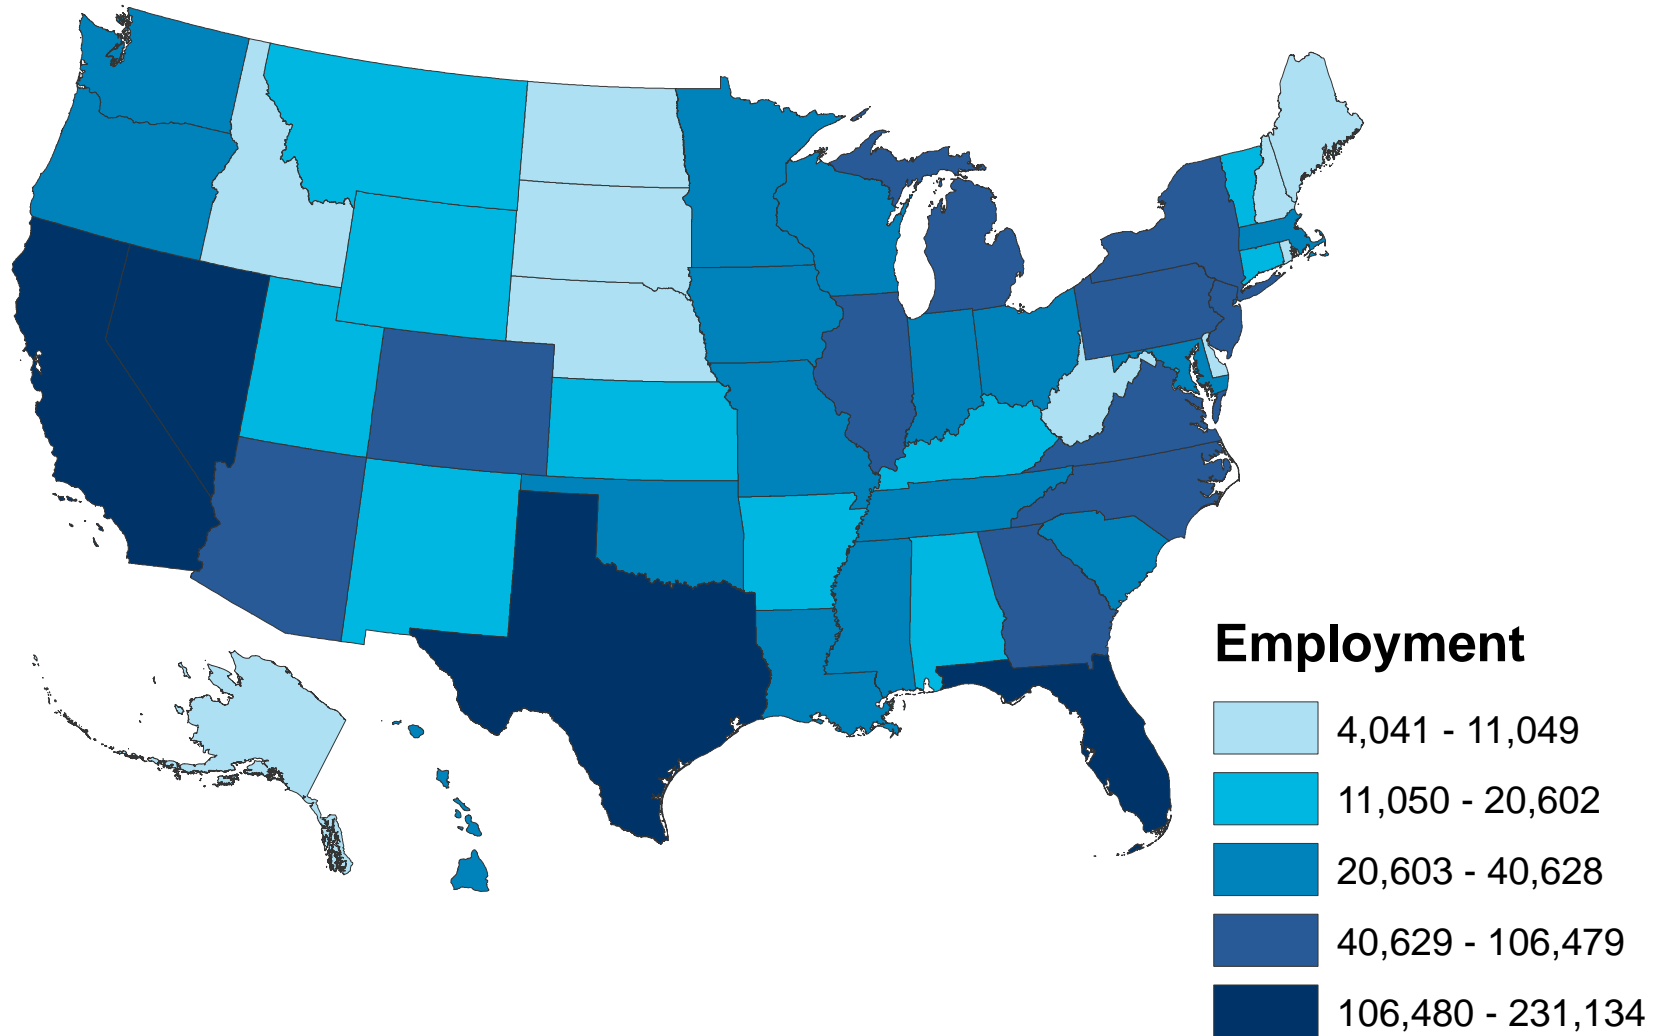 Employment
4,041 - 11,049
11,050 - 20,602
20,603 - 40,628
40,629 - 106,479
106,480 - 231,134